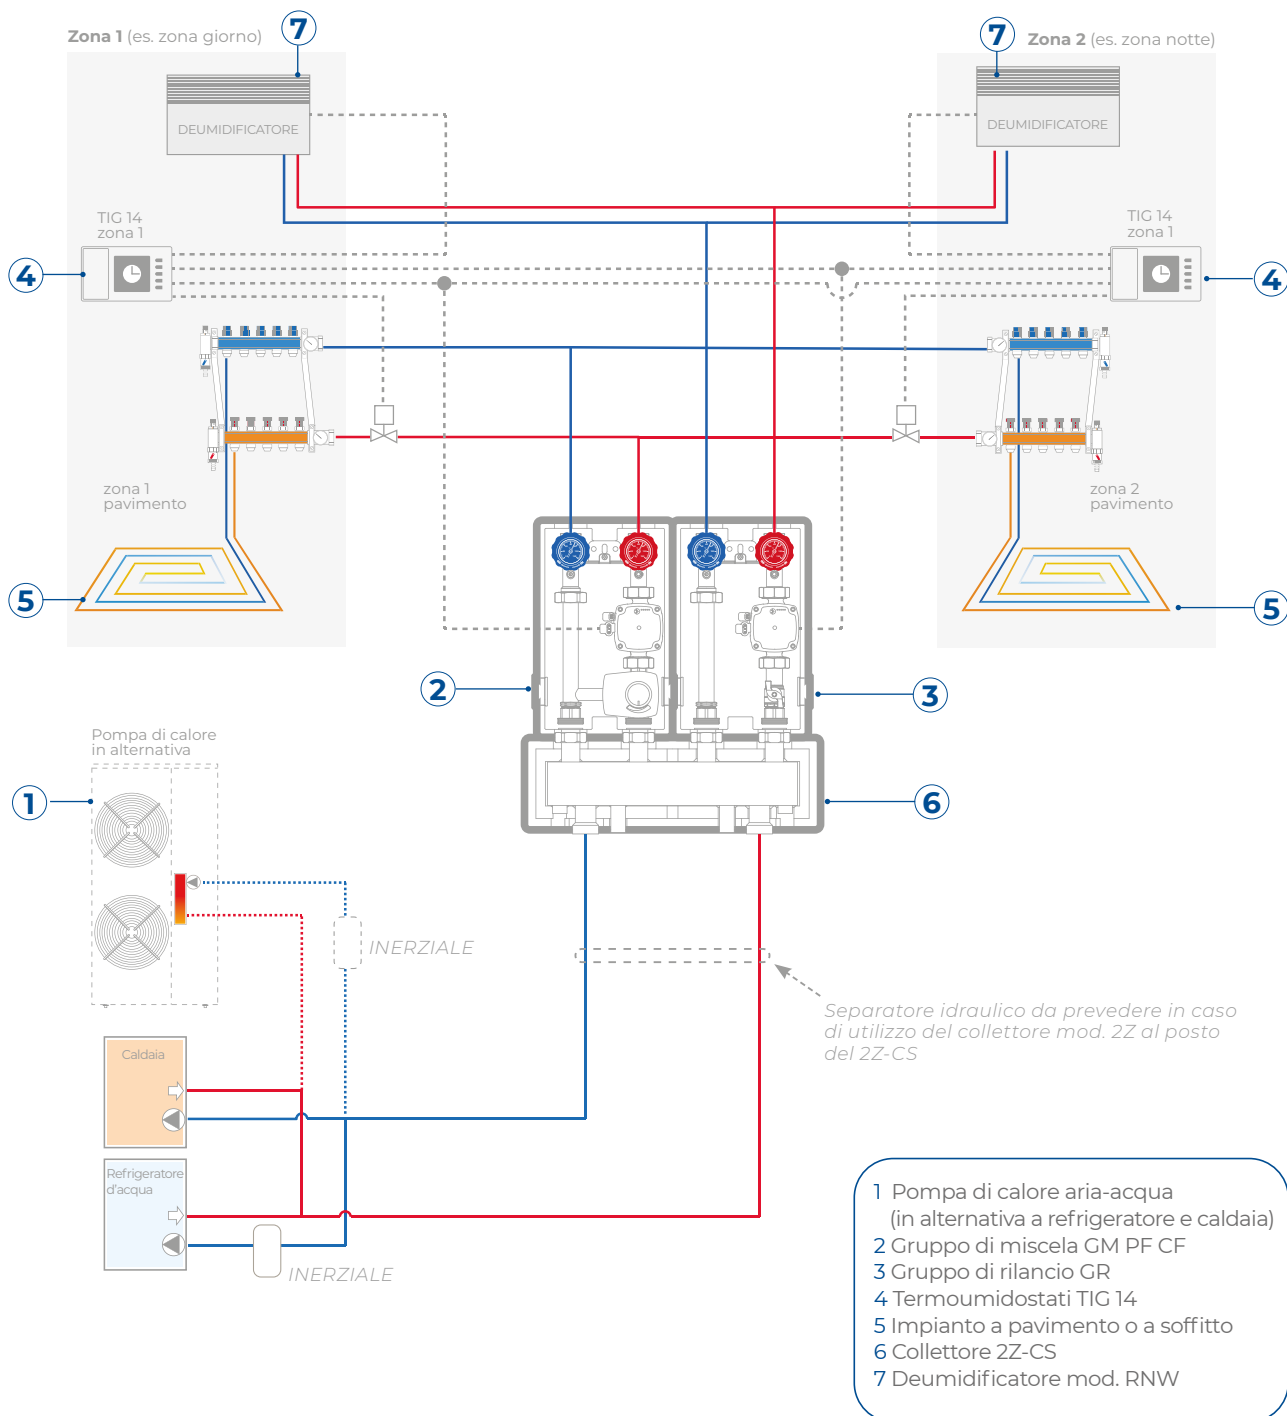 Zona 1 (es. zona giorno)
7
7
Zona 2 (es. zona notte)
DEUMIDIFICATORE
DEUMIDIFICATORE
TIG 14
zona 1
TIG 14
zona 1
4
4
zona 1
pavimento
zona 2
pavimento
5
5
2
3
Pompa di calore
in alternativa
1
6
INERZIALE
Separatore idraulico da prevedere in caso
di utilizzo del collettore mod. 2Z al posto
del 2Z-CS
Caldaia
Refrigeratore
d'acqua
INERZIALE
1 Pompa di calore aria-acqua
(in alternativa a refrigeratore e caldaia)
2 Gruppo di miscela GM PF CF
3 Gruppo di rilancio GR
4 Termoumidostati TIG 14
5 Impianto a pavimento o a soffitto
6 Collettore 2Z-CS
7 Deumidificatore mod. RNW